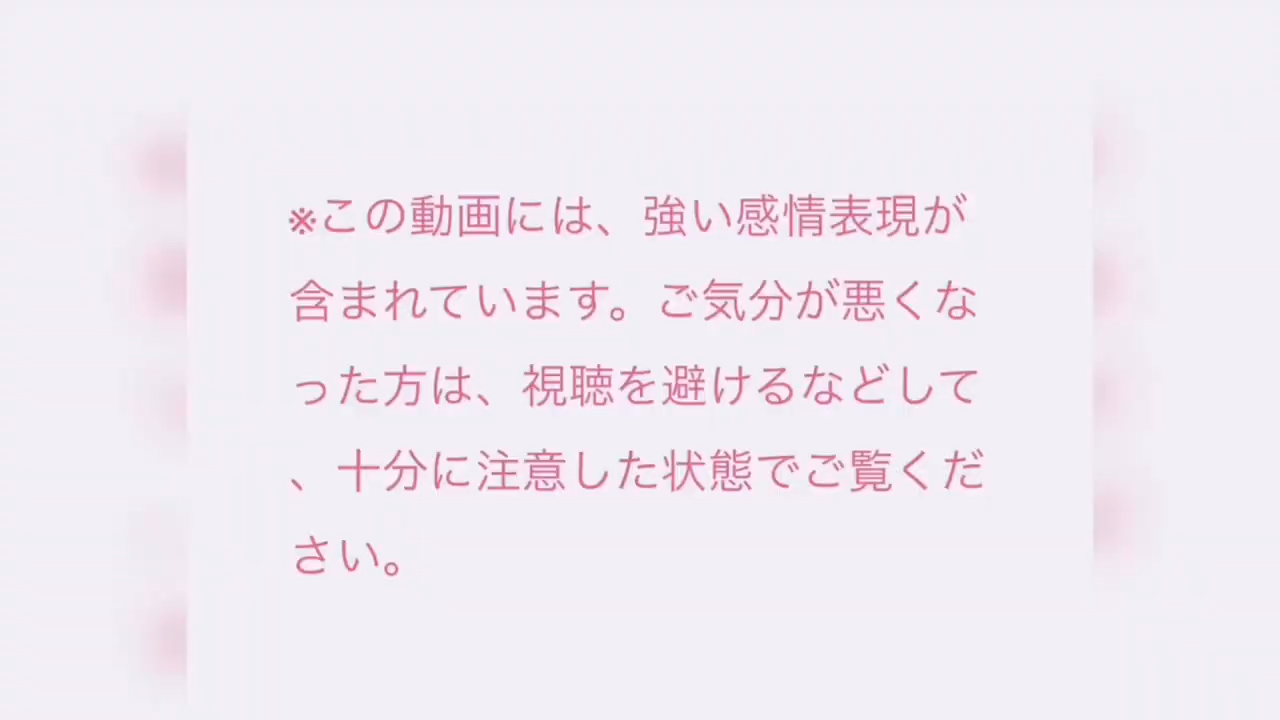 ※この動画には、強い感情表現が
含まれています。ご気分が悪くな
った方は、視聴を避けるなどして
、十分に注意した状態でご覧くだ
さい。